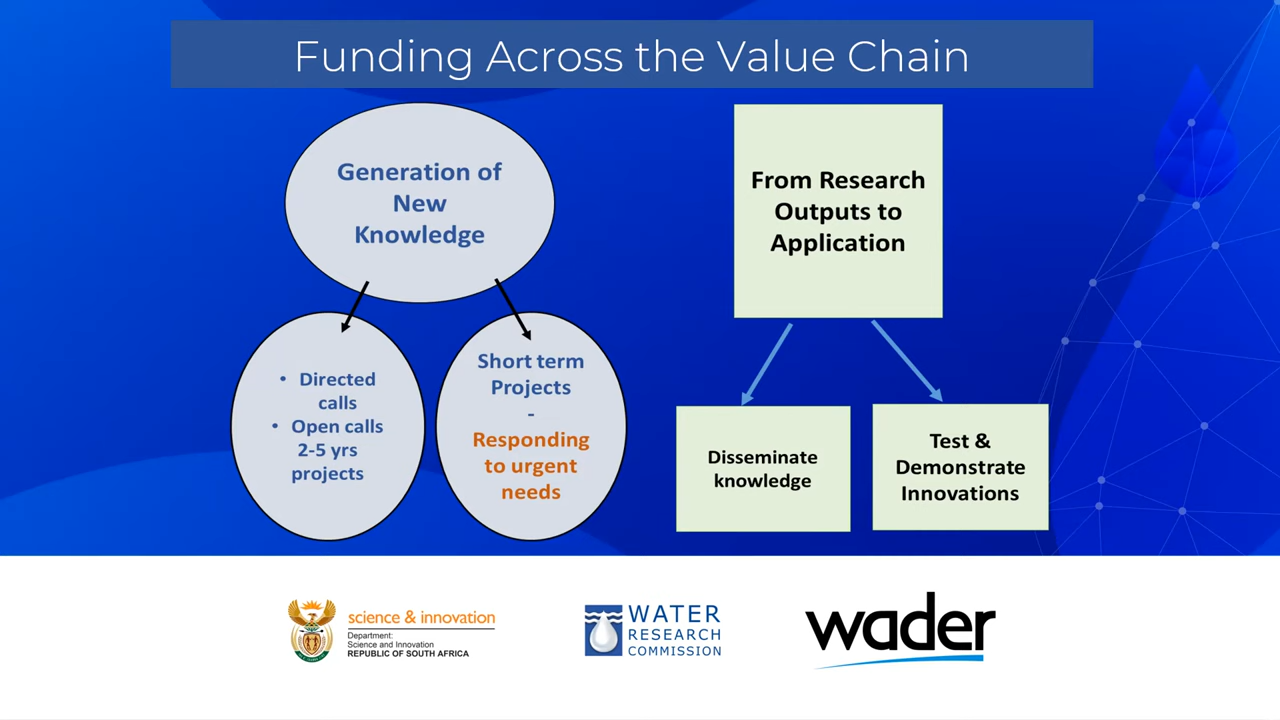 Funding Across the Value Chain
Generation of
New
Knowledge
• Directed
calls
• Open calls
2-5 yrs
projects
Short term
Projects
-
Responding
to urgent
needs
From Research
Outputs to
Application
Disseminate
knowledge
Test &
Demonstrate
Innovations
science & innovation
Department:
Science and Innovation
REPUBLIC OF SOUTH AFRICA
WATER
RESEARCH
COMMISSION
wader